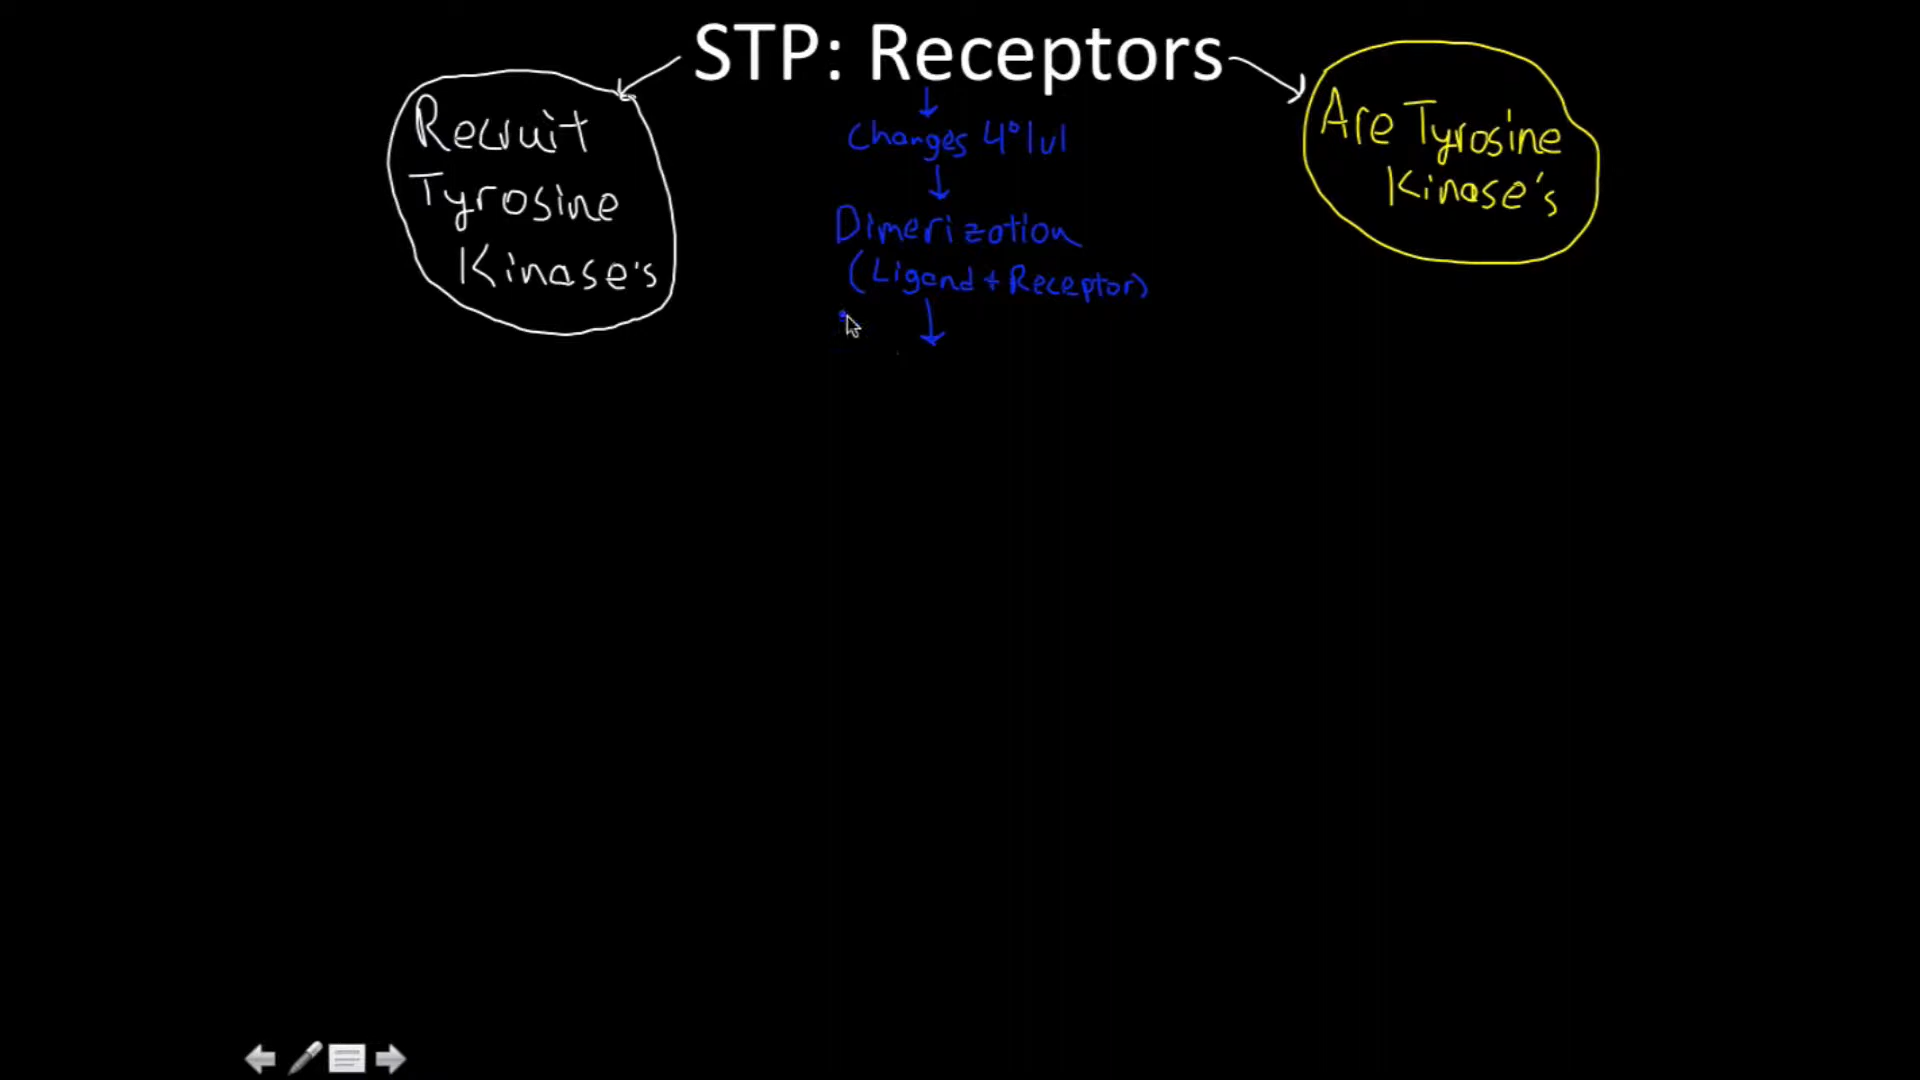 STP: Receptors
Recruit
Tyrosine
Kinase's
Changes 4° lvl
Dimerization
(Ligand + Receptor)
Are Tyrosine
Kinase's